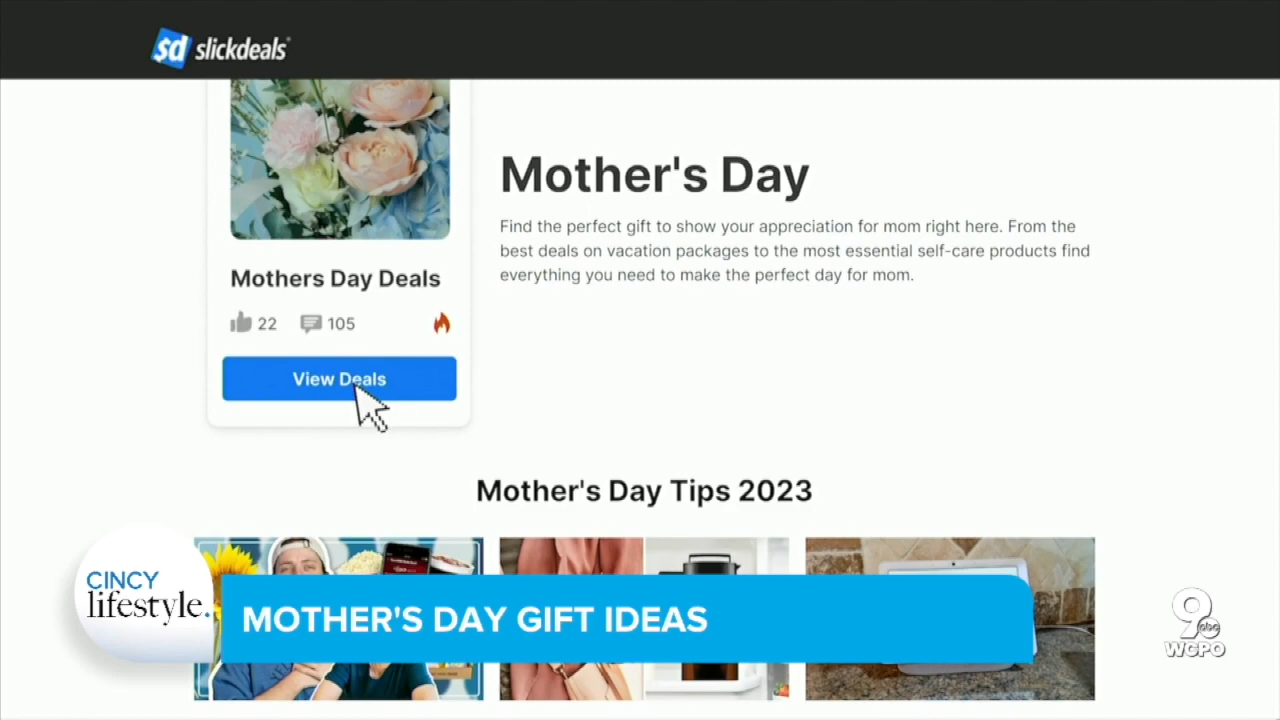 sd slickdeals
Mother's Day
Find the perfect gift to show your appreciation for mom right here. From the
best deals on vacation packages to the most essential self-care products find
everything you need to make the perfect day for mom.
Mothers Day Deals
22 105
View Deals
Mother's Day Tips 2023
CINCY
lifestyle.
MOTHER'S DAY GIFT IDEAS
9 abc
WCPO